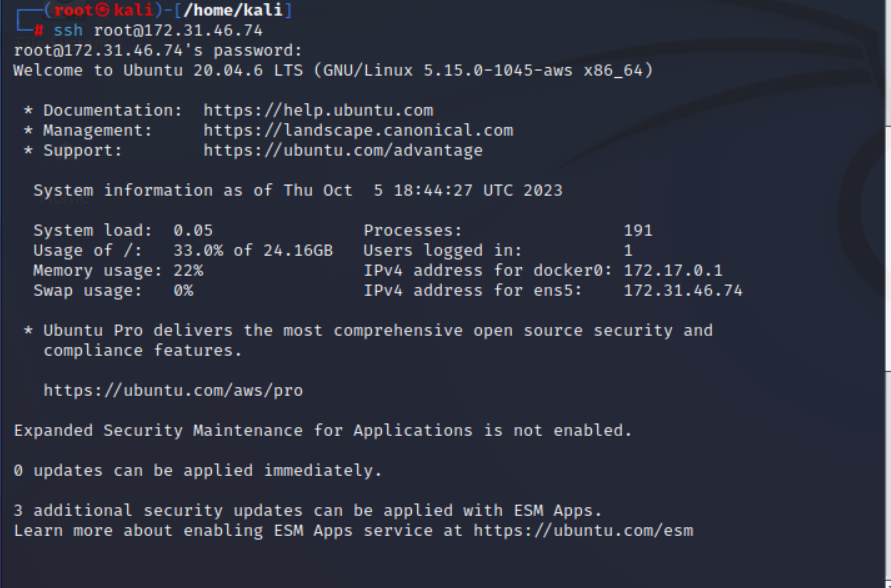 ┌──(root㉿kali)-[/home/kali]
└─# ssh root@172.31.46.74
root@172.31.46.74's password:
Welcome to Ubuntu 20.04.6 LTS (GNU/Linux 5.15.0-1045-aws x86_64)
* Documentation:  https://help.ubuntu.com
* Management:     https://landscape.canonical.com
* Support:        https://ubuntu.com/advantage
System information as of Thu Oct  5 18:44:27 UTC 2023
System load:  0.05               Processes:                191
Usage of /:   33.0% of 24.16GB   Users logged in:          1
Memory usage: 22%                IPv4 address for docker0: 172.17.0.1
Swap usage:   0%                 IPv4 address for ens5:    172.31.46.74
* Ubuntu Pro delivers the most comprehensive open source security and
compliance features.
https://ubuntu.com/aws/pro
Expanded Security Maintenance for Applications is not enabled.
0 updates can be applied immediately.
3 additional security updates can be applied with ESM Apps.
Learn more about enabling ESM Apps service at https://ubuntu.com/esm